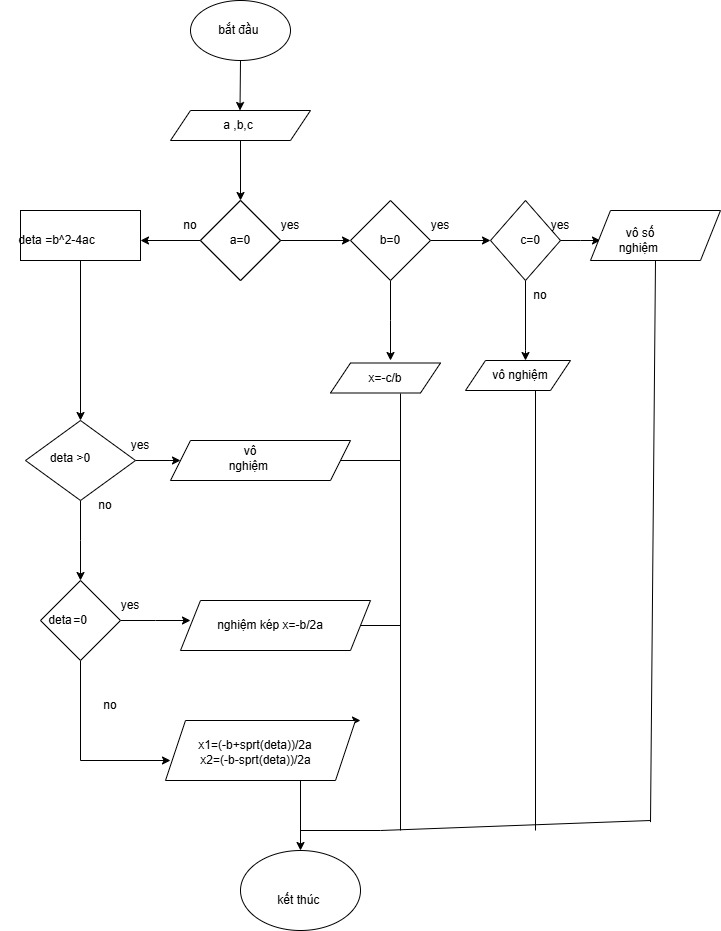 bắt đầu
a ,b,c
no
yes
yes
yes
deta =b^2-4ac
a=0
b=0
c=0
vô số
nghiệm
no
x=-c/b
vô nghiệm
yes
deta >0
vô
nghiệm
no
yes
deta=0
nghiệm kép x=-b/2a
no
x1=(-b+sprt(deta))/2a
x2=(-b-sprt(deta))/2a
kết thúc